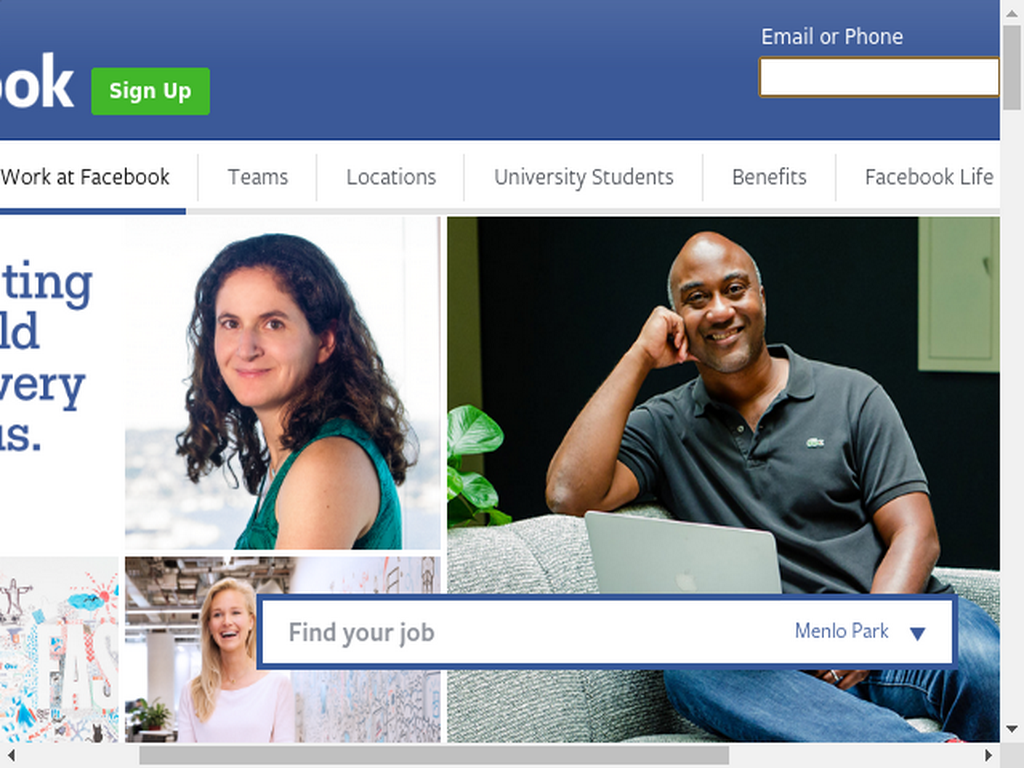 Email or Phone
ook
Sign Up
Work at Facebook
Teams
Locations
University Students
Benefits
Facebook Life
ting
ld
very
us.
EAS
Find your job
Menlo Park